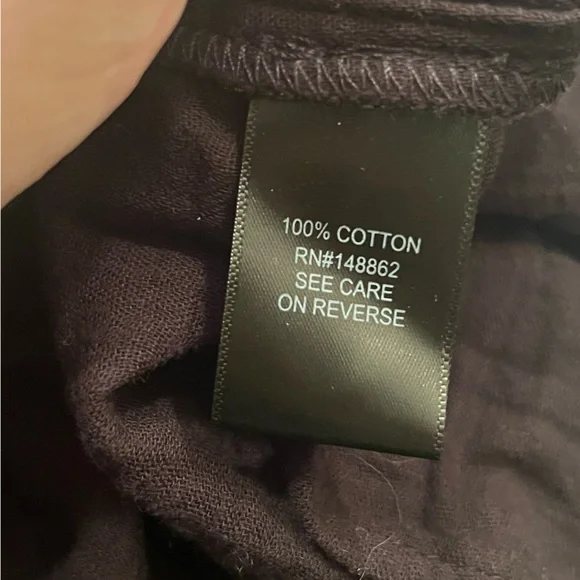 100% COTTON
RN#148862
SEE CARE
ON REVERSE